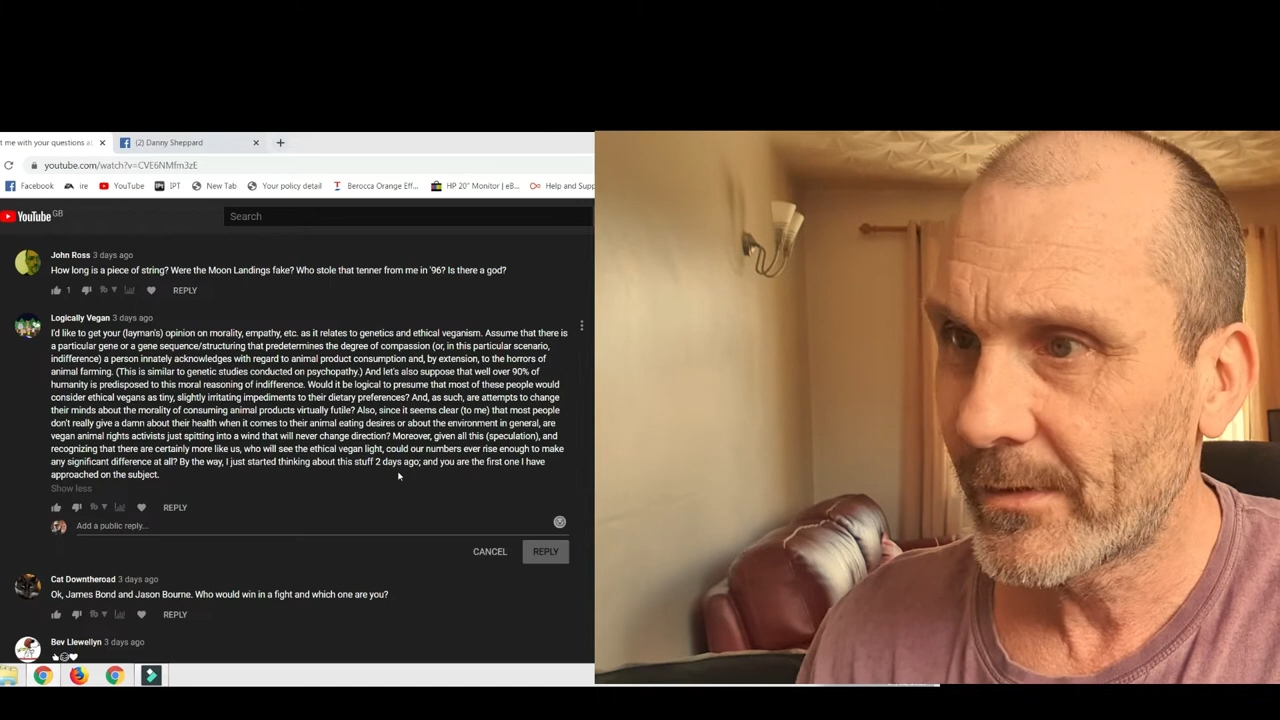 t me with your questions a
(2) Danny Sheppard
youtube.com/watch?v=CVE6NMfm3zE
Facebook ire YouTube IPT New Tab Your policy detail Berocca Orange Eff... HP 20" Monitor | eB... Help and Supp
YouTube GB Search
John Ross 3 days ago
How long is a piece of string? Were the Moon Landings fake? Who stole that tenner from me in '96? Is there a god?
1 REPLY
Logically Vegan 3 days ago
I'd like to get your (layman's) opinion on morality, empathy, etc. as it relates to genetics and ethical veganism. Assume that there is
a particular gene or a gene sequence/structuring that predetermines the degree of compassion (or, in this particular scenario,
indifference) a person innately acknowledges with regard to animal product consumption and, by extension, to the horrors of
animal farming. (This is similar to genetic studies conducted on psychopathy.) And let's also suppose that well over 90% of
humanity is predisposed to this moral reasoning of indifference. Would it be logical to presume that most of these people would
consider ethical vegans as tiny, slightly irritating impediments to their dietary preferences? And, as such, are attempts to change
their minds about the morality of consuming animal products virtually futile? Also, since it seems clear (to me) that most people
don't really give a damn about their health when it comes to their animal eating desires or about the environment in general, are
vegan animal rights activists just spitting into a wind that will never change direction? Moreover, given all this (speculation), and
recognizing that there are certainly more like us, who will see the ethical vegan light, could our numbers ever rise enough to make
any significant difference at all? By the way, I just started thinking about this stuff 2 days ago; and you are the first one I have
approached on the subject.
Show less
REPLY
Add a public reply...
CANCEL REPLY
Cat Downtheroad 3 days ago
Ok, James Bond and Jason Bourne. Who would win in a fight and which one are you?
REPLY
Bev Llewellyn 3 days ago